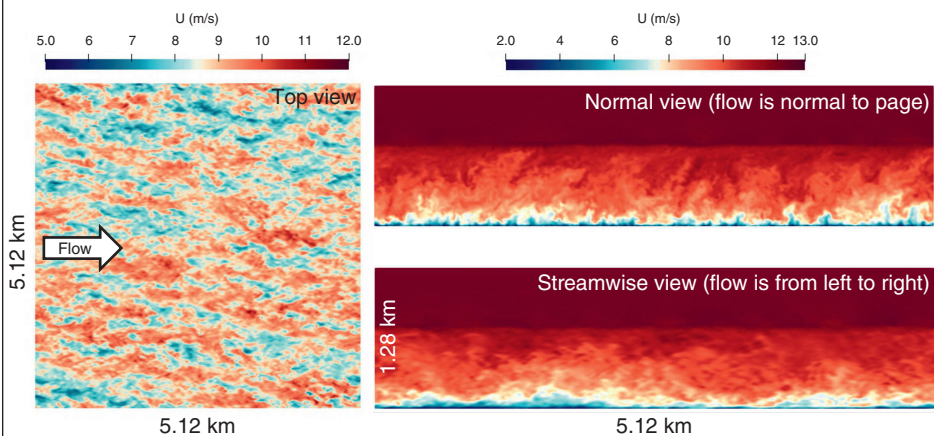 U (m/s)
5.0 6 7 8 9 10 11 12.0
Top view
Flow
5.12 km
5.12 km
U (m/s)
2.0 4 6 8 10 12 13.0
Normal view (flow is normal to page)
Streamwise view (flow is from left to right)
1.28 km
5.12 km